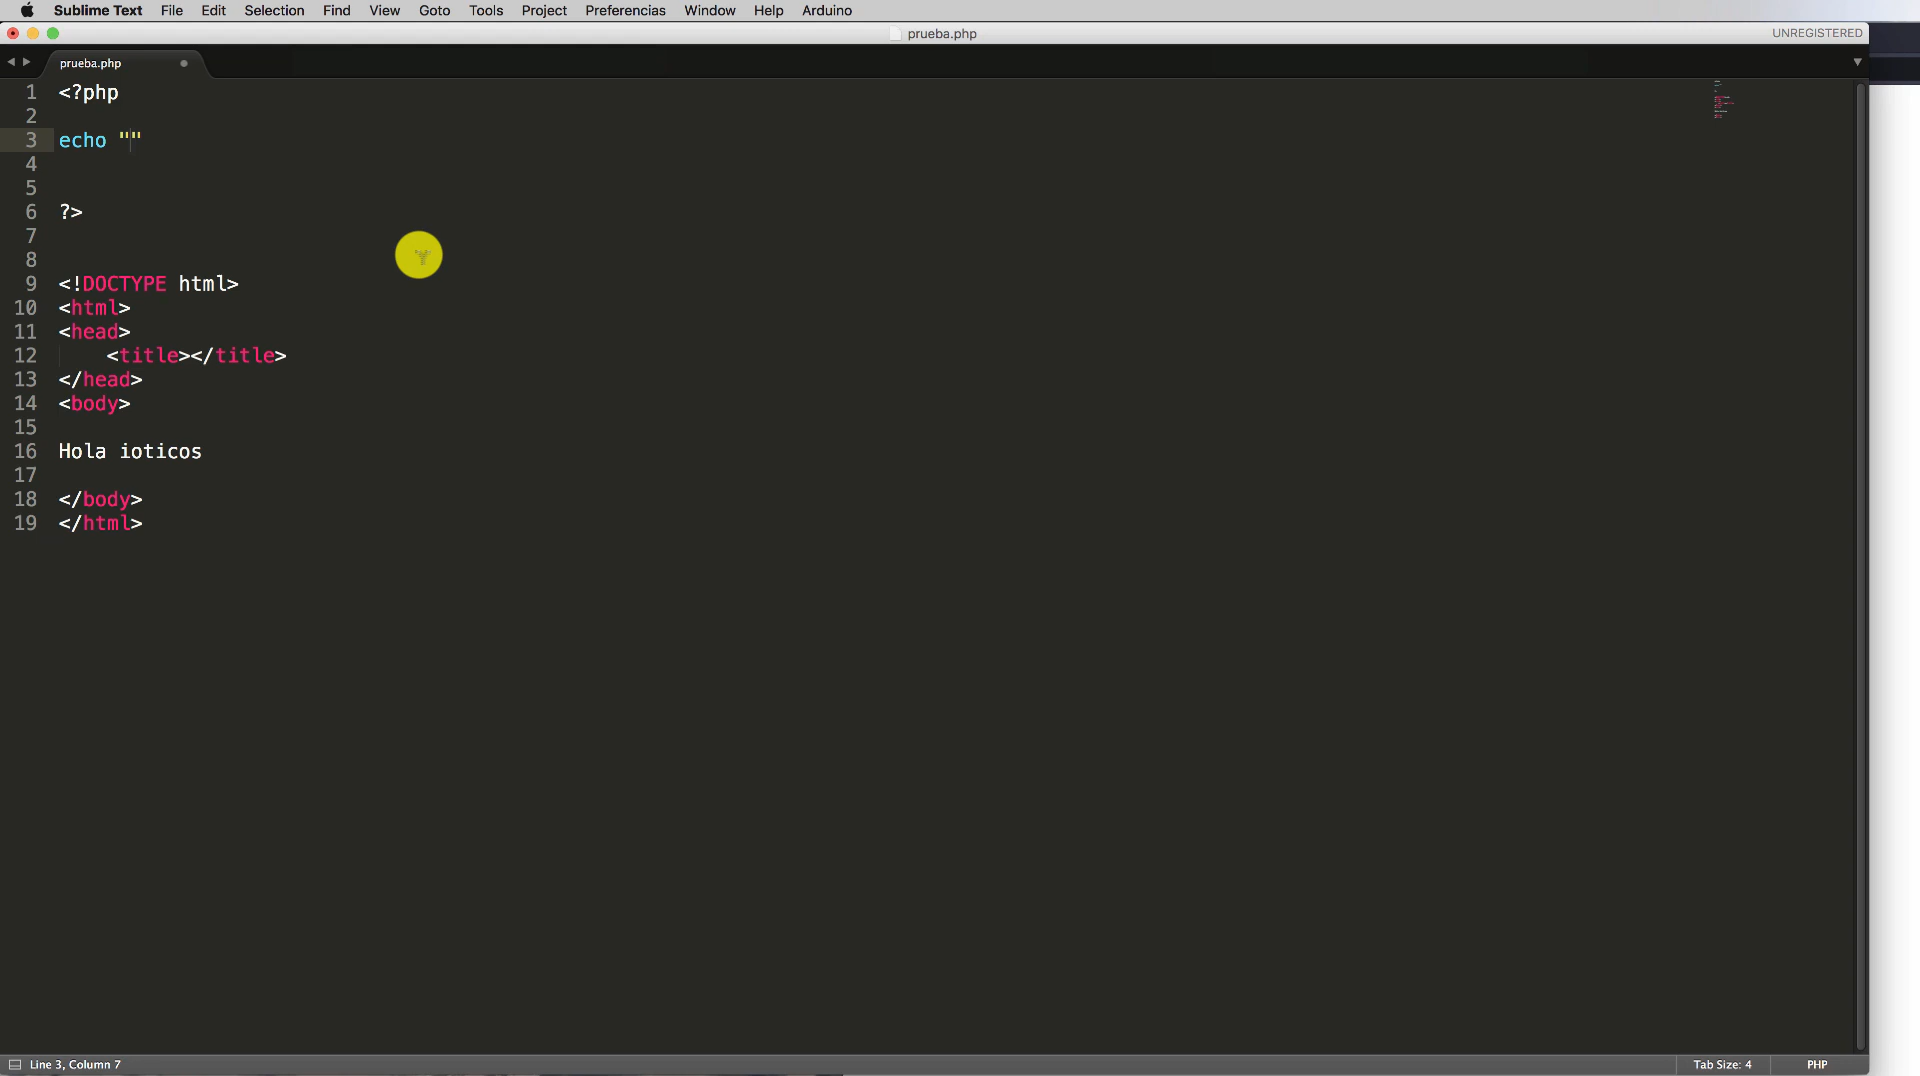 Sublime Text File Edit Selection Find View Goto Tools Project Preferencias Window Help Arduino
prueba.php
UNREGISTERED
prueba.php
1 <?php
2
3 echo ""
4
5
6 ?>
7
8
9 <!DOCTYPE html>
10 <html>
11 <head>
12 <title></title>
13 </head>
14 <body>
15
16 Hola ioticos
17
18 </body>
19 </html>
Line 3, Column 7
Tab Size: 4
PHP